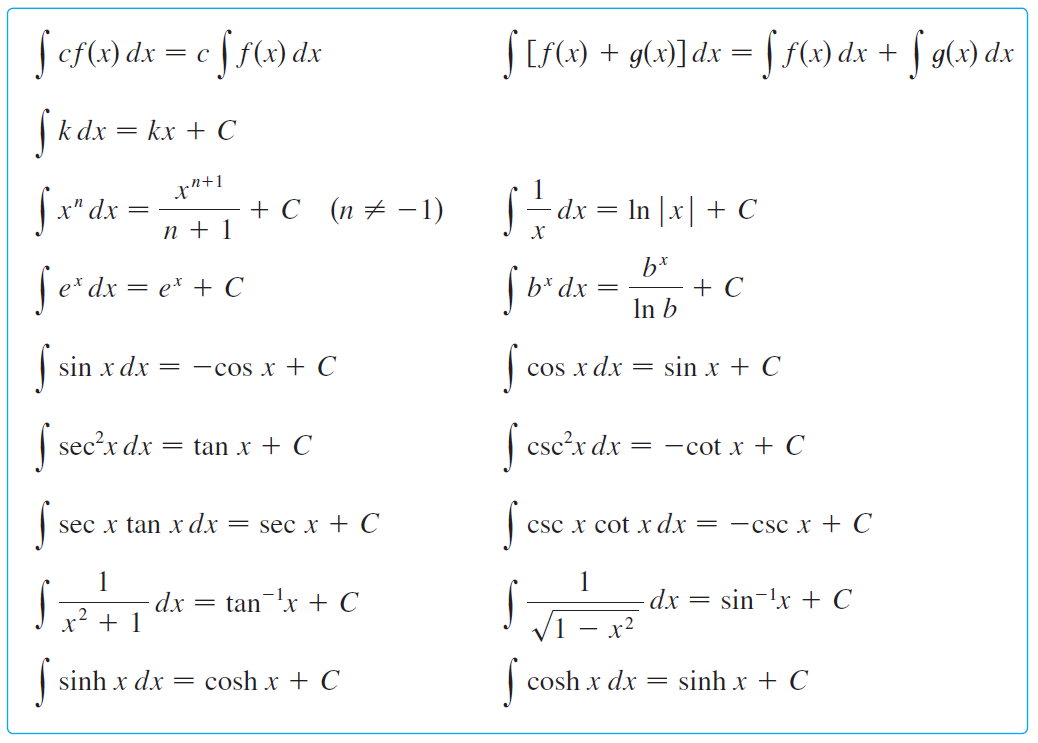 ∫ cf(x) dx = c ∫ f(x) dx
∫ [f(x) + g(x)] dx = ∫ f(x) dx + ∫ g(x) dx
∫ k dx = kx + C
∫ xⁿ dx = xⁿ⁺¹/(n + 1) + C (n ≠ −1)
∫ 1/x dx = ln |x| + C
∫ eˣ dx = eˣ + C
∫ bˣ dx = bˣ/ln b + C
∫ sin x dx = −cos x + C
∫ cos x dx = sin x + C
∫ sec²x dx = tan x + C
∫ csc²x dx = −cot x + C
∫ sec x tan x dx = sec x + C
∫ csc x cot x dx = −csc x + C
∫ 1/(x² + 1) dx = tan⁻¹x + C
∫ 1/√(1 − x²) dx = sin⁻¹x + C
∫ sinh x dx = cosh x + C
∫ cosh x dx = sinh x + C